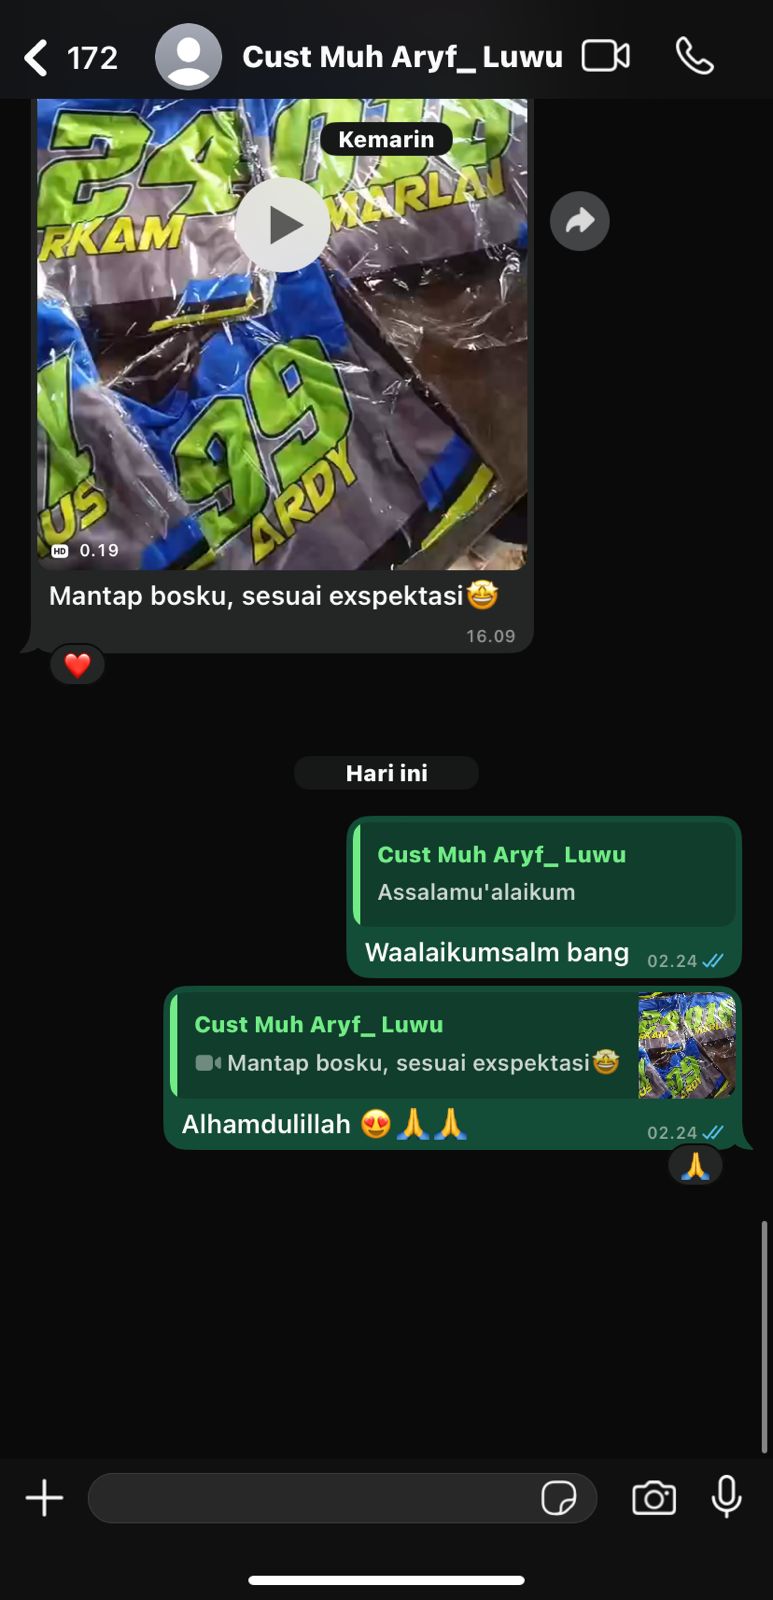 172
Cust Muh Aryf_ Luwu
Kemarin
24 019
RKAM MARLAN
99
US ARDY
HD 0.19
Mantap bosku, sesuai exspektasi🤩
16.09
❤️
Hari ini
Cust Muh Aryf_ Luwu
Assalamu'alaikum
Waalaikumsalm bang 02.24
Cust Muh Aryf_ Luwu
Mantap bosku, sesuai exspektasi🤩
Alhamdulillah 😍🙏🙏 02.24
🙏